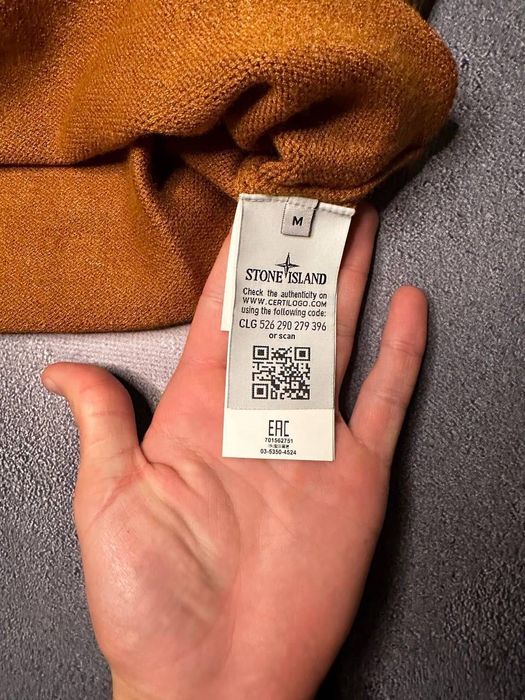 M
STONE ISLAND
Check the authenticity on
WWW.CERTILOGO.COM
using the following code:
CLG 526 290 279 396
or scan
EAC
701562751
03-5350-4524